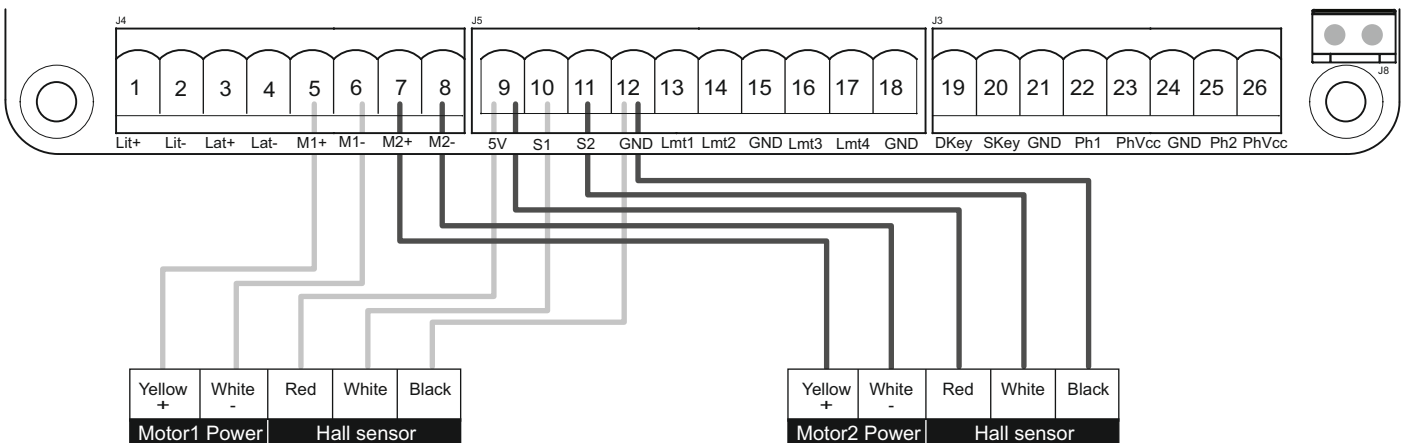 J4 J5 J3
J8
1 2 3 4 5 6 7 8 9 10 11 12 13 14 15 16 17 18 19 20 21 22 23 24 25 26
Lit+ Lit- Lat+ Lat- M1+ M1- M2+ M2- 5V S1 S2 GND Lmt1 Lmt2 GND Lmt3 Lmt4 GND DKey SKey GND Ph1 PhVcc GND Ph2 PhVcc
Yellow White Red White Black Yellow White Red White Black
+ - + -
Motor1 Power Hall sensor Motor2 Power Hall sensor